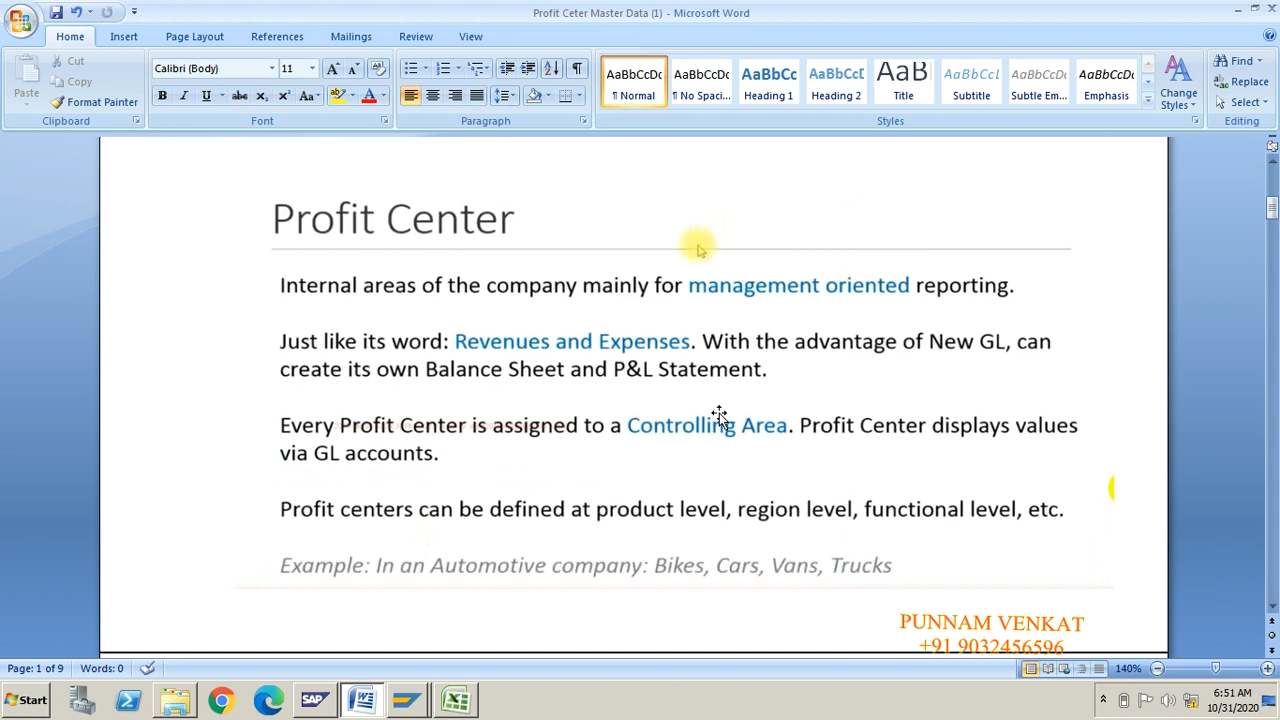 Profit Ceter Master Data (1) - Microsoft Word
Home Insert Page Layout References Mailings Review View
Cut
Calibri (Body) 11
AaBbCcDc AaBbCcDc AaBbCc AaBbCcD AaB AaBbCcL AaBbCcDc AaBbCcDc
Find
Copy
Replace
Paste
Format Painter
B I U abc X₂ X² Aa A
¶ Normal ¶ No Spaci... Heading 1 Heading 2 Title Subtitle Subtle Em... Emphasis
Change Styles
Select
Clipboard Font Paragraph Styles Editing
Profit Center
Internal areas of the company mainly for management oriented reporting.
Just like its word: Revenues and Expenses. With the advantage of New GL, can
create its own Balance Sheet and P&L Statement.
Every Profit Center is assigned to a Controlling Area. Profit Center displays values
via GL accounts.
Profit centers can be defined at product level, region level, functional level, etc.
Example: In an Automotive company: Bikes, Cars, Vans, Trucks
PUNNAM VENKAT
+91 9032456596
Page: 1 of 9 Words: 0 140%
Start SAP 6:51 AM
10/31/2020